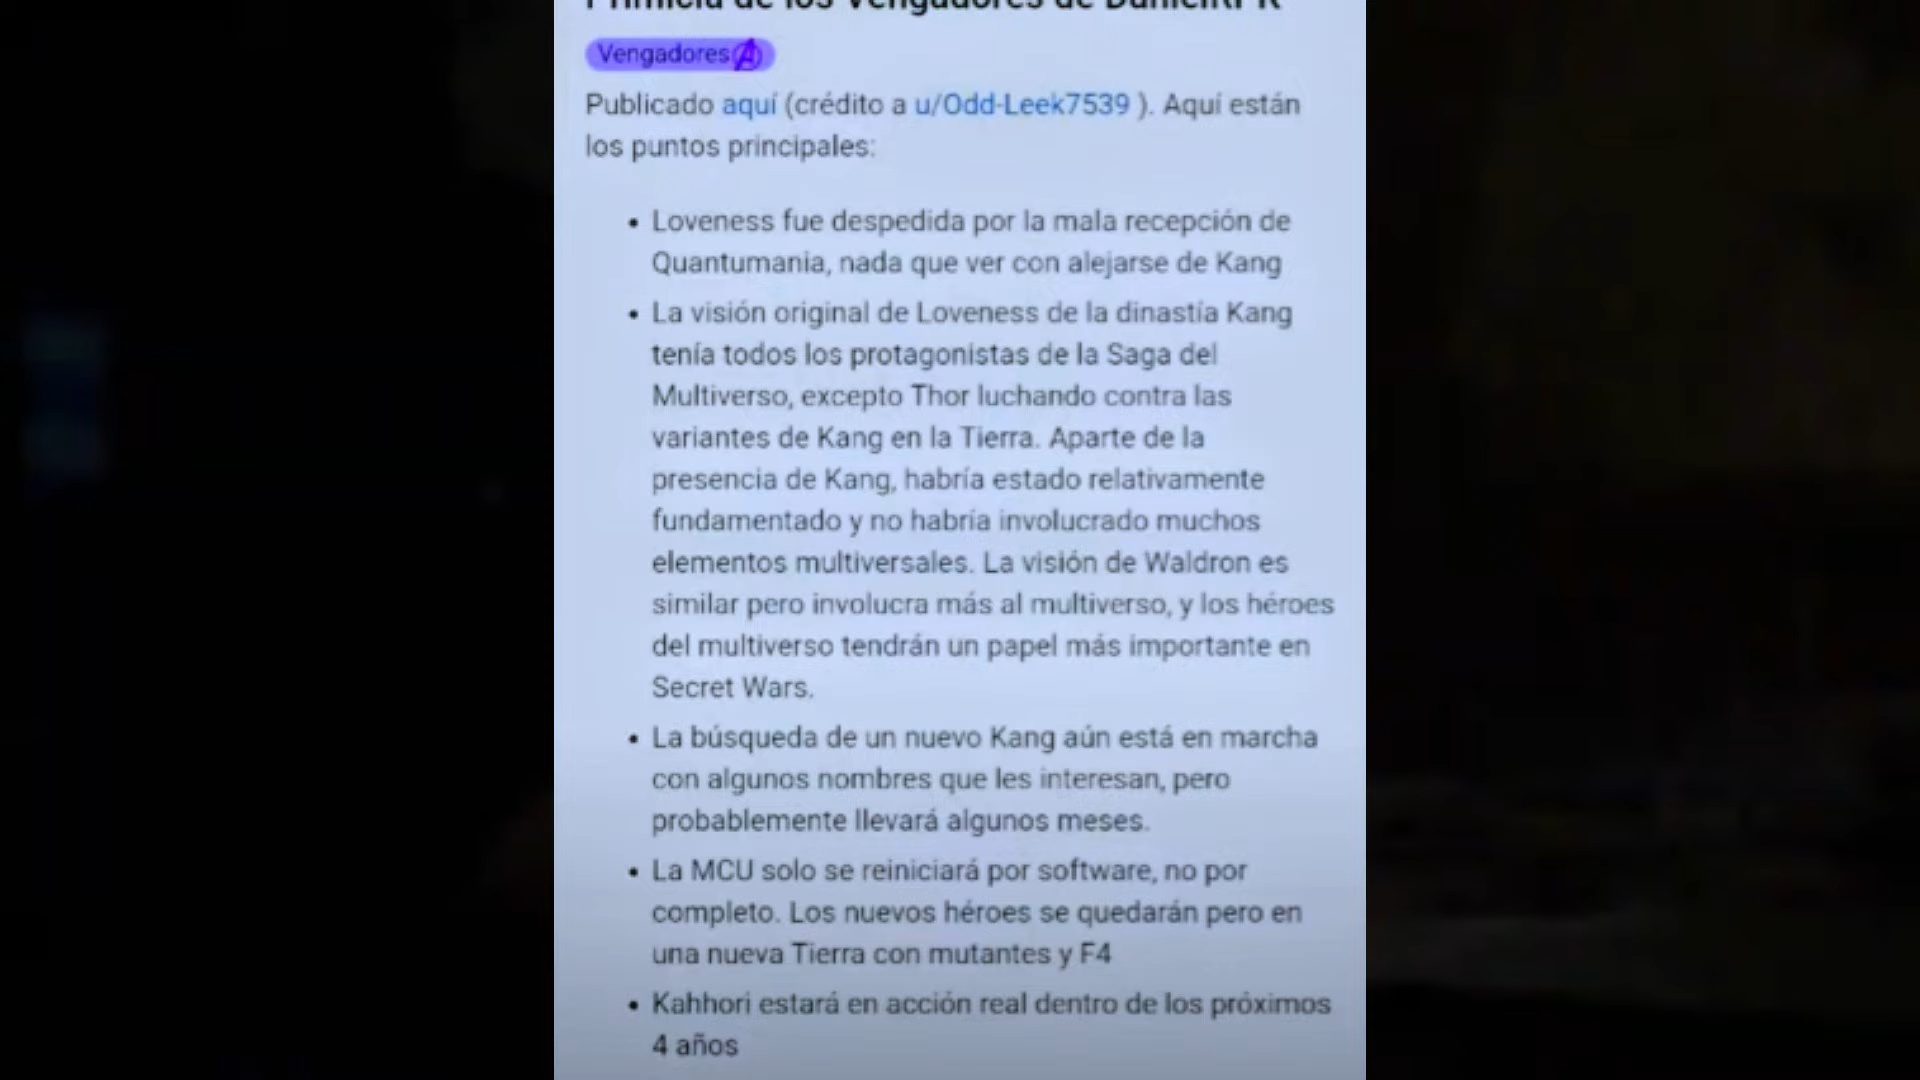 Primicia de los Vengadores de DanielRPK
Vengadores
Publicado aquí (crédito a u/Odd-Leek7539 ). Aquí están
los puntos principales:
• Loveness fue despedida por la mala recepción de
Quantumania, nada que ver con alejarse de Kang
• La visión original de Loveness de la dinastía Kang
tenía todos los protagonistas de la Saga del
Multiverso, excepto Thor luchando contra las
variantes de Kang en la Tierra. Aparte de la
presencia de Kang, habría estado relativamente
fundamentado y no habría involucrado muchos
elementos multiversales. La visión de Waldron es
similar pero involucra más al multiverso, y los héroes
del multiverso tendrán un papel más importante en
Secret Wars.
• La búsqueda de un nuevo Kang aún está en marcha
con algunos nombres que les interesan, pero
probablemente llevará algunos meses.
• La MCU solo se reiniciará por software, no por
completo. Los nuevos héroes se quedarán pero en
una nueva Tierra con mutantes y F4
• Kahhori estará en acción real dentro de los próximos
4 años